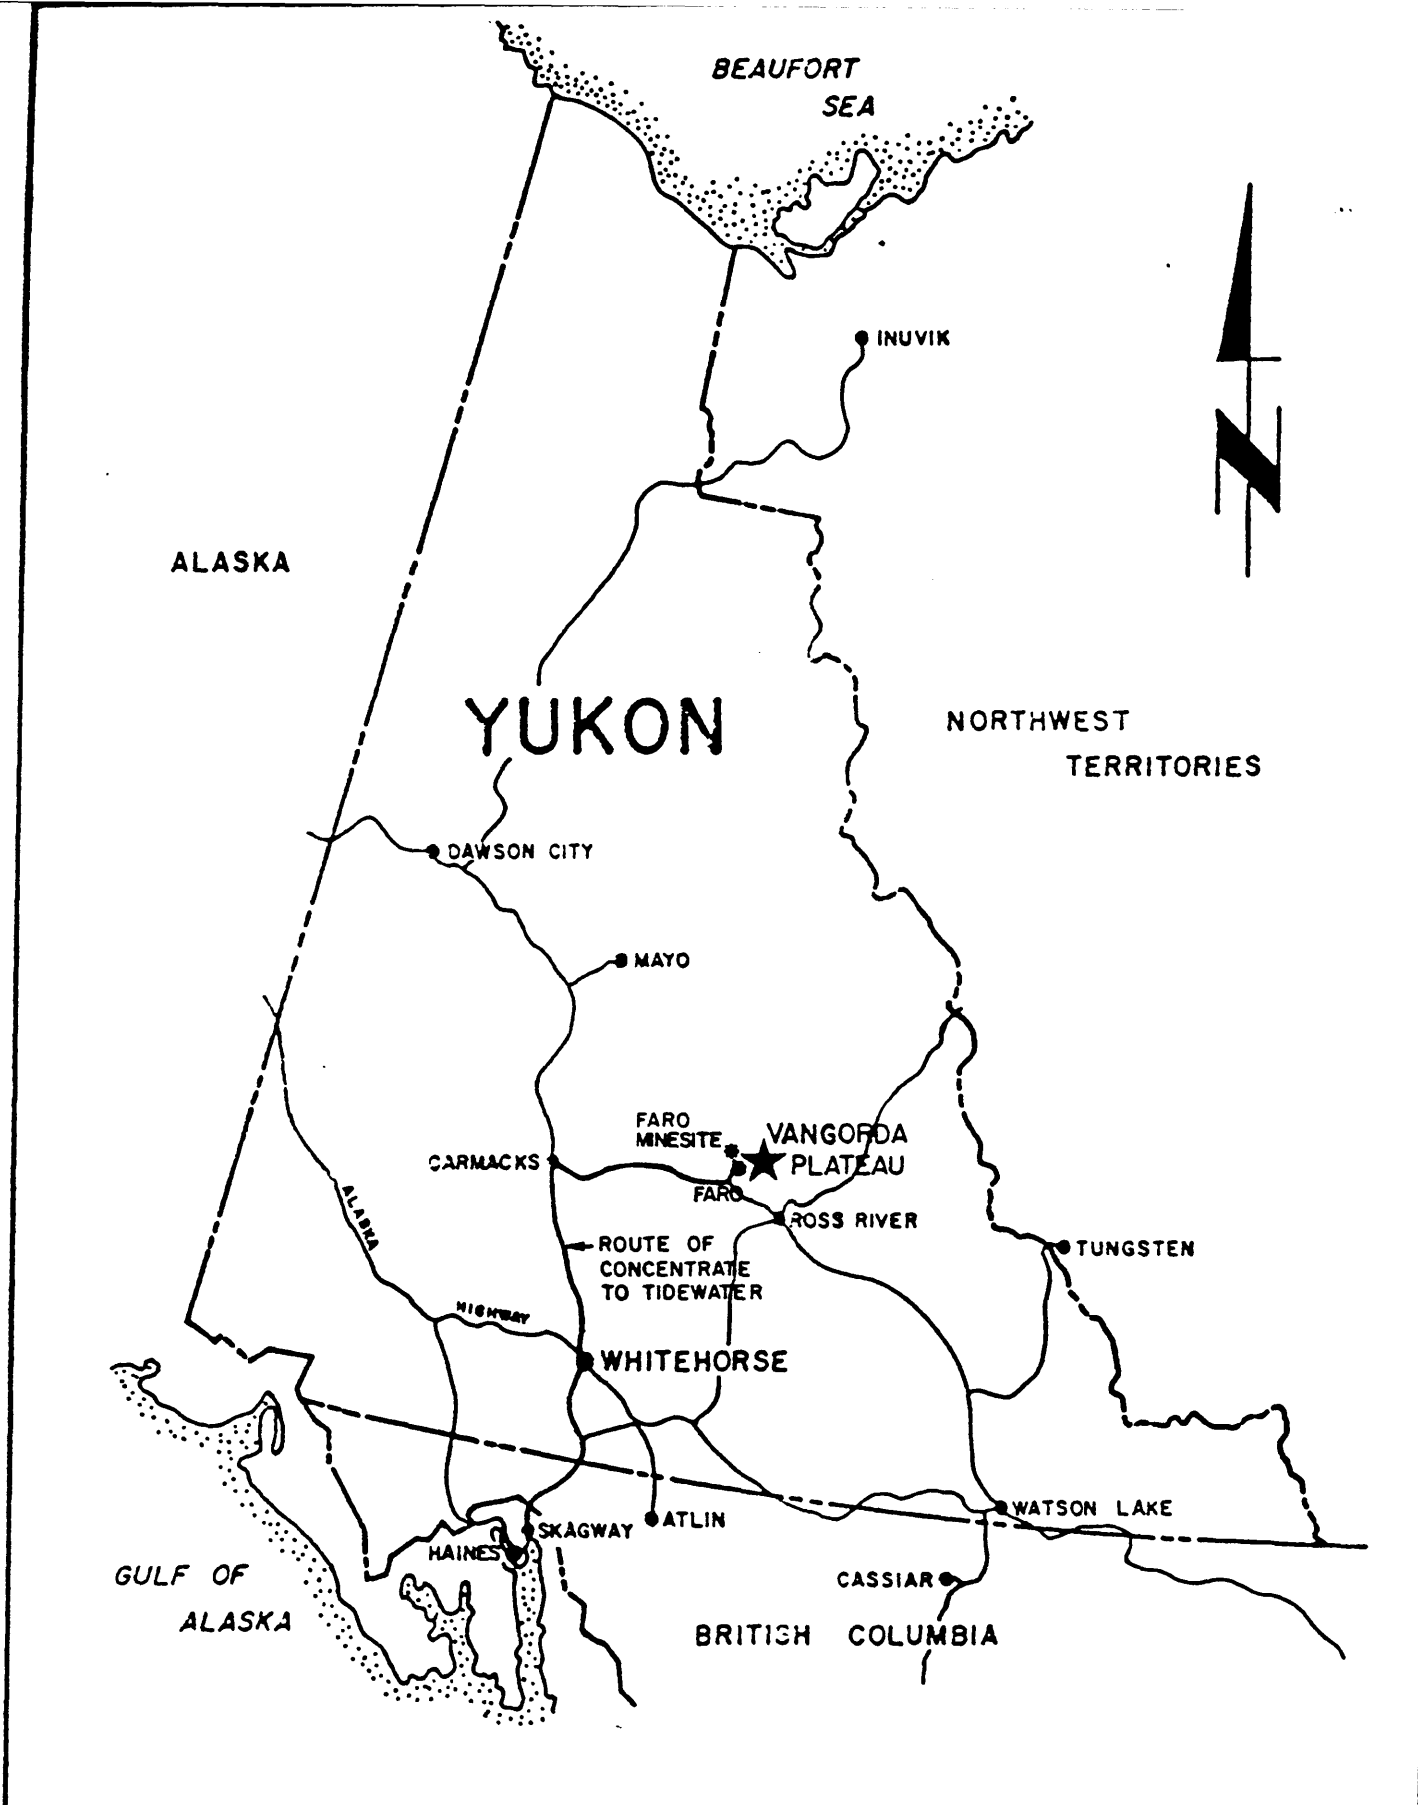 BEAUFORT
SEA
INUVIK
N
ALASKA
YUKON
NORTHWEST
TERRITORIES
DAWSON CITY
MAYO
FARO
MINESITE
VANGORDA
PLATEAU
CARMACKS
FARO
ROSS RIVER
ALASKA
HIGHWAY
ROUTE OF
CONCENTRATE
TO TIDEWATER
TUNGSTEN
WHITEHORSE
WATSON LAKE
ATLIN
SKAGWAY
HAINES
CASSIAR
GULF OF
ALASKA
BRITISH COLUMBIA